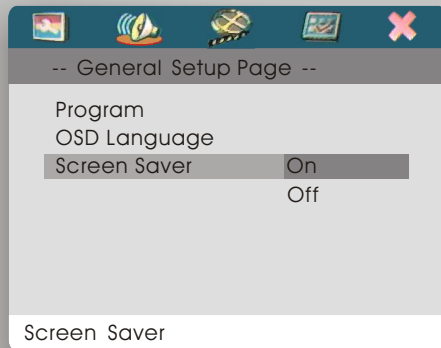 -- General Setup Page --
Program
OSD Language
Screen Saver On
Off
Screen Saver